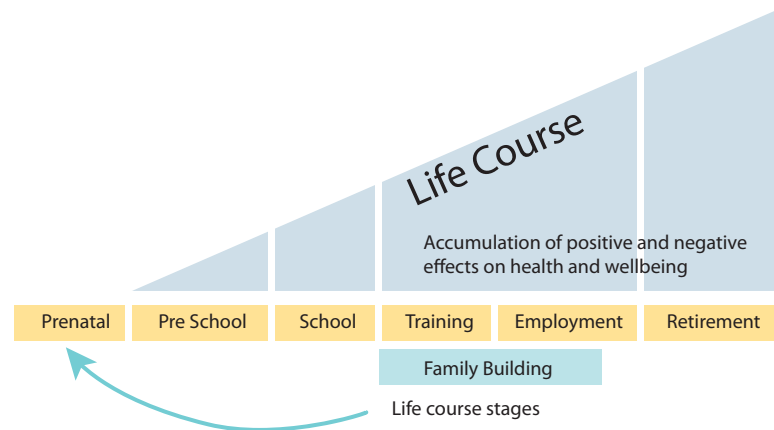 Life Course
Accumulation of positive and negative
effects on health and wellbeing
Prenatal
Pre School
School
Training
Employment
Retirement
Family Building
Life course stages